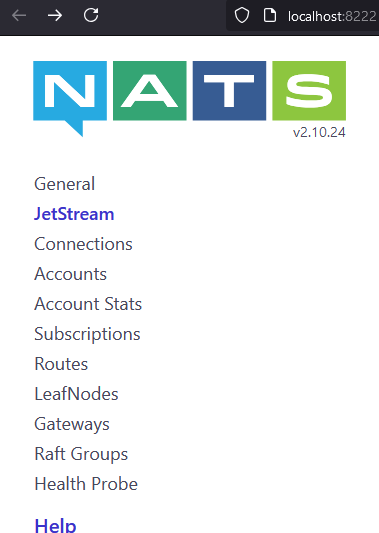 localhost:8222
NATS
v2.10.24
General
JetStream
Connections
Accounts
Account Stats
Subscriptions
Routes
LeafNodes
Gateways
Raft Groups
Health Probe
Help